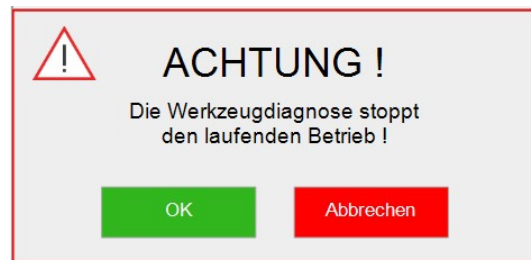 ACHTUNG !
Die Werkzeugdiagnose stoppt
den laufenden Betrieb !
OK Abbrechen